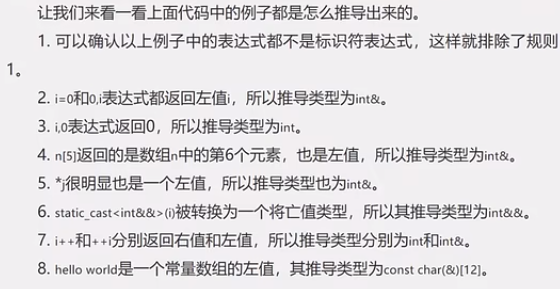 让我们来看一看上面代码中的例子都是怎么推导出来的。
1. 可以确认以上例子中的表达式都不是标识符表达式，这样就排除了规则
1。
2. i=0和0,i表达式都返回左值i，所以推导类型为int&。
3. i,0表达式返回0，所以推导类型为int。
4. n[5]返回的是数组n中的第6个元素，也是左值，所以推导类型为int&。
5. *j很明显也是一个左值，所以推导类型也为int&。
6. static_cast<int&&>(i)被转换为一个将亡值类型，所以其推导类型为int&&。
7. i++和++i分别返回右值和左值，所以推导类型分别为int和int&。
8. hello world是一个常量数组的左值，其推导类型为const char(&)[12]。